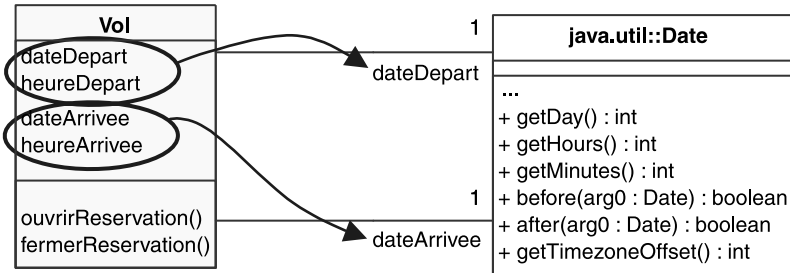 Vol
dateDepart
heureDepart
dateArrivee
heureArrivee
ouvrirReservation()
fermerReservation()
1
dateDepart
1
dateArrivee
java.util::Date
...
+ getDay() : int
+ getHours() : int
+ getMinutes() : int
+ before(arg0 : Date) : boolean
+ after(arg0 : Date) : boolean
+ getTimezoneOffset() : int